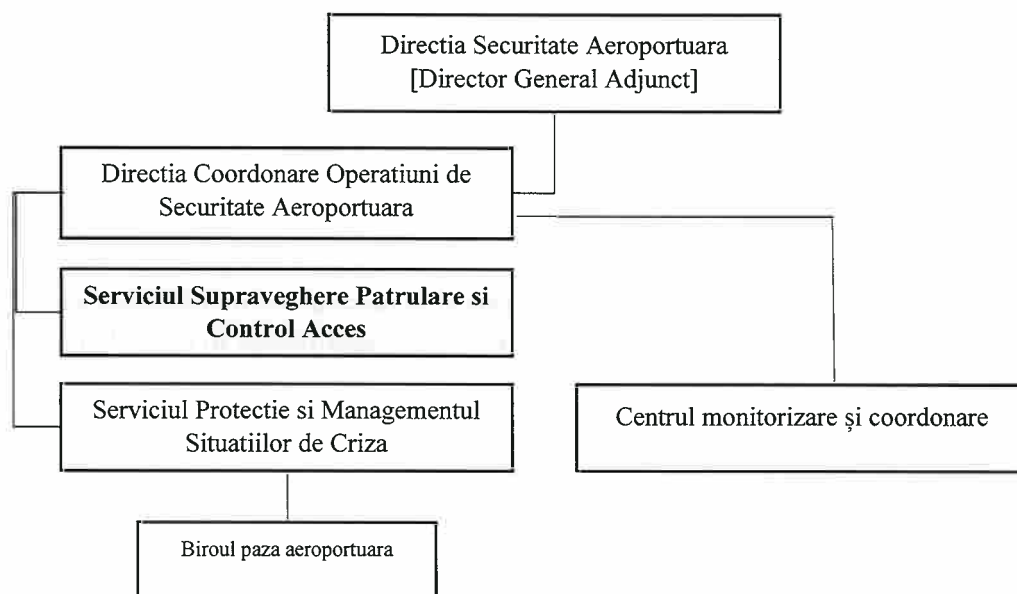 Directia Securitate Aeroportuara
[Director General Adjunct]
Directia Coordonare Operatiuni de
Securitate Aeroportuara
Serviciul Supraveghere Patrulare si
Control Acces
Serviciul Protectie si Managementul
Situatiilor de Criza
Centrul monitorizare și coordonare
Biroul paza aeroportuara